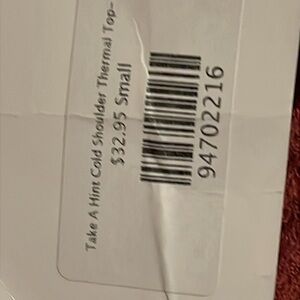 Take A Hint Cold Shoulder Thermal Top-
$32.95 Small
94702216